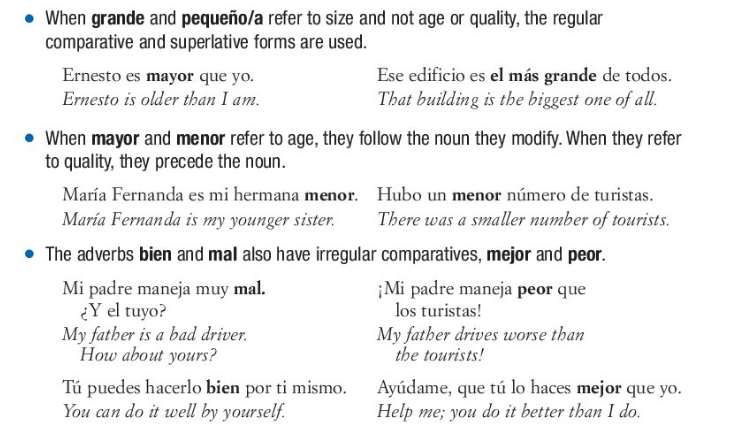 • When grande and pequeño/a refer to size and not age or quality, the regular
comparative and superlative forms are used.
Ernesto es mayor que yo.
Ernesto is older than I am.
Ese edificio es el más grande de todos.
That building is the biggest one of all.
• When mayor and menor refer to age, they follow the noun they modify. When they refer
to quality, they precede the noun.
María Fernanda es mi hermana menor.
María Fernanda is my younger sister.
Hubo un menor número de turistas.
There was a smaller number of tourists.
• The adverbs bien and mal also have irregular comparatives, mejor and peor.
Mi padre maneja muy mal.
¿Y el tuyo?
My father is a bad driver.
How about yours?
¡Mi padre maneja peor que
los turistas!
My father drives worse than
the tourists!
Tú puedes hacerlo bien por ti mismo.
You can do it well by yourself.
Ayúdame, que tú lo haces mejor que yo.
Help me; you do it better than I do.